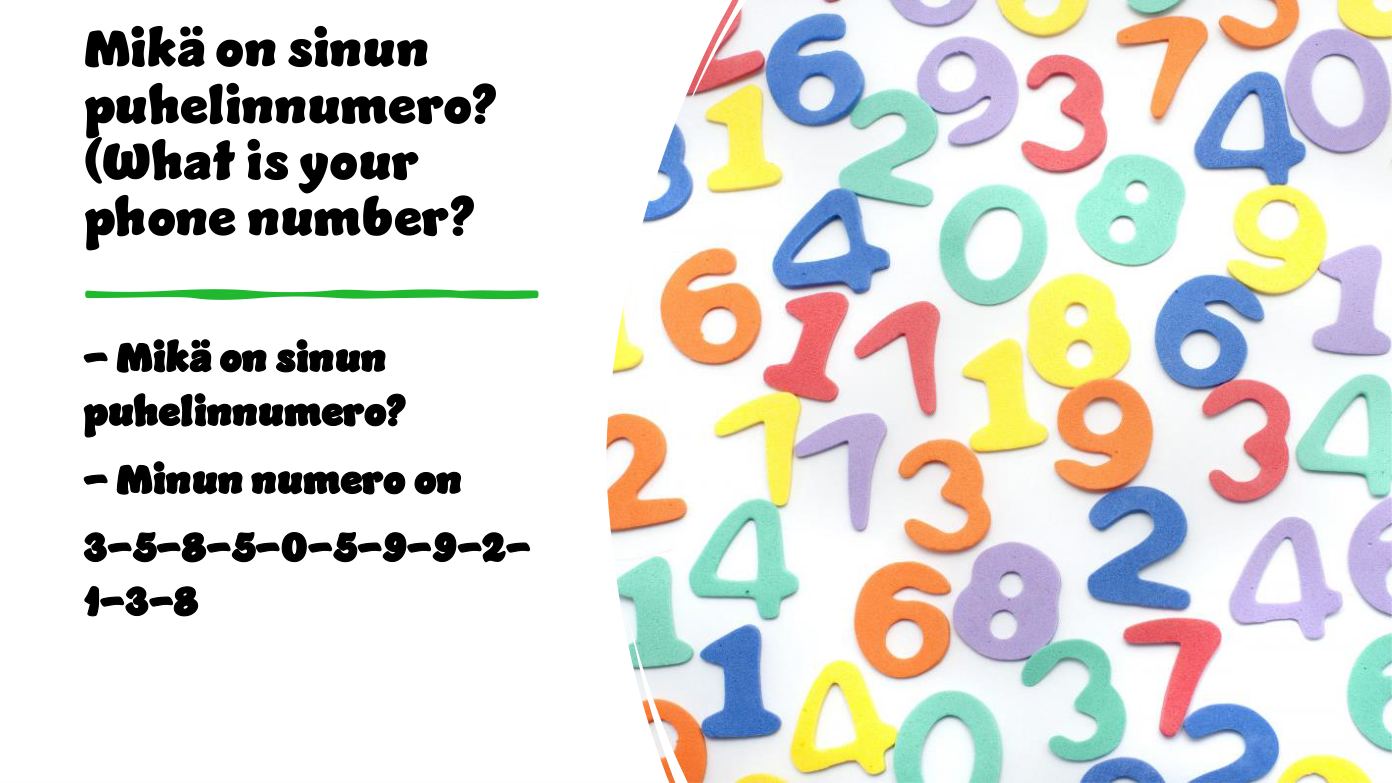 Mikä on sinun
puhelinnumero?
(What is your
phone number?
– Mikä on sinun
puhelinnumero?
– Minun numero on
3–5–8–5–0–5–9–9–2–
1–3–8